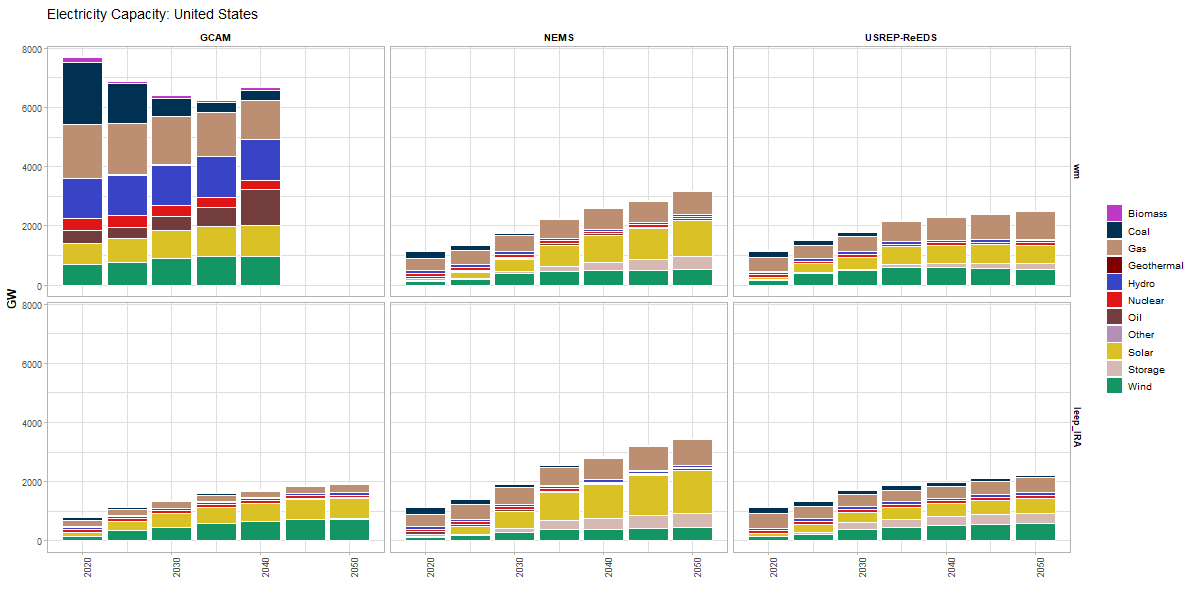 Electricity Capacity: United States
GCAM NEMS USREP-ReEDS
8000
6000
4000
2000
0
wm
8000
6000
4000
2000
0
leep_IRA
GW
2020 2030 2040 2050 2020 2030 2040 2050 2020 2030 2040 2050
Biomass
Coal
Gas
Geothermal
Hydro
Nuclear
Oil
Other
Solar
Storage
Wind